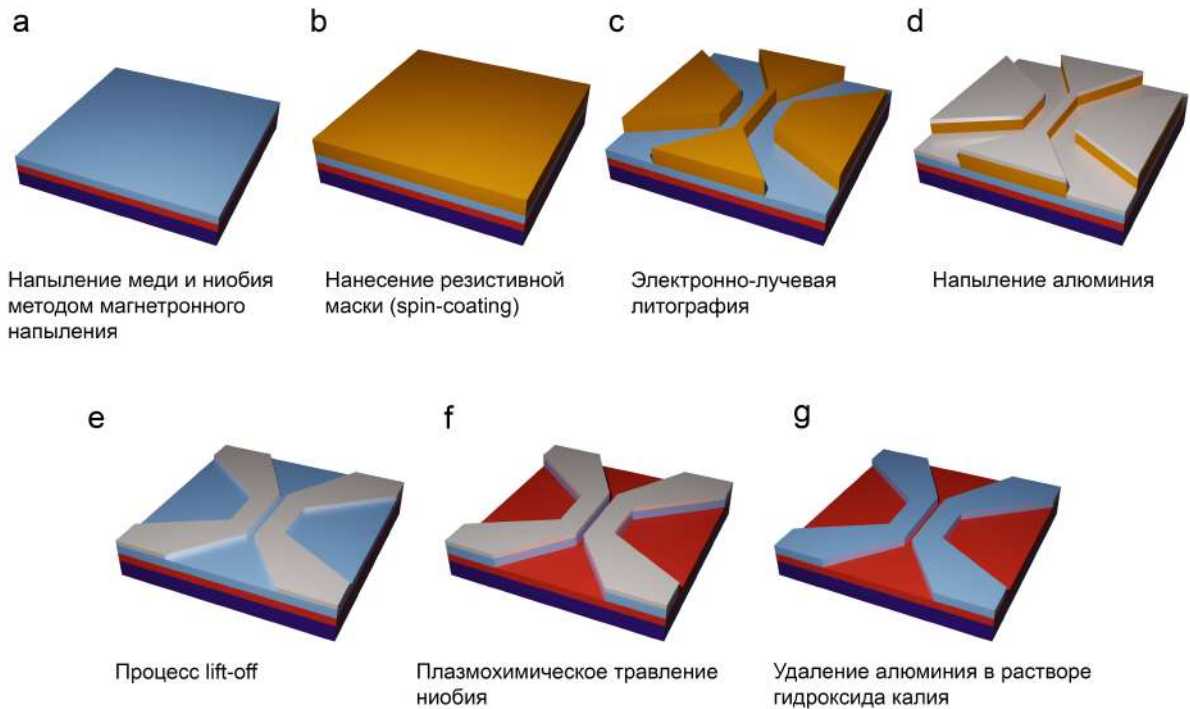 a
b
c
d
Напыление меди и ниобия
методом магнетронного
напыления
Нанесение резистивной
маски (spin-coating)
Электронно-лучевая
литография
Напыление алюминия
e
f
g
Процесс lift-off
Плазмохимическое травление
ниобия
Удаление алюминия в растворе
гидроксида калия